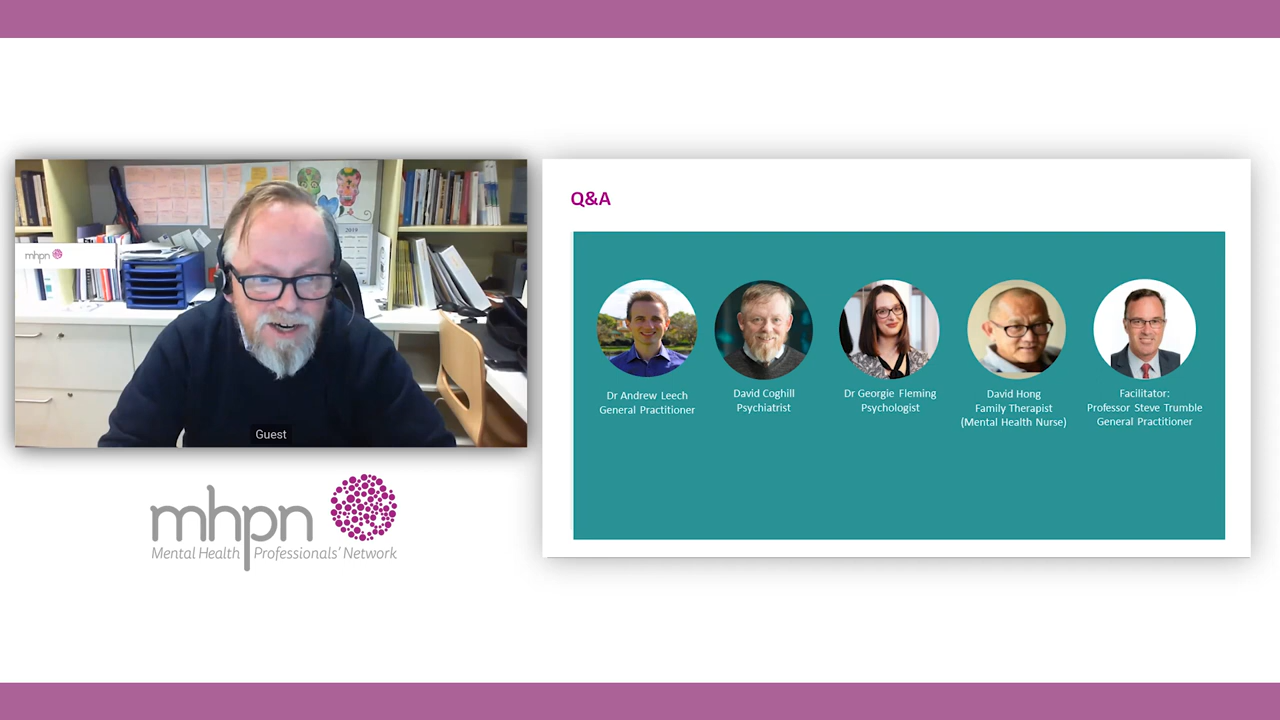 mhpn
2019
Guest
mhpn
Mental Health Professionals' Network
Q&A
Dr Andrew Leech
General Practitioner
David Coghill
Psychiatrist
Dr Georgie Fleming
Psychologist
David Hong
Family Therapist
(Mental Health Nurse)
Facilitator:
Professor Steve Trumble
General Practitioner